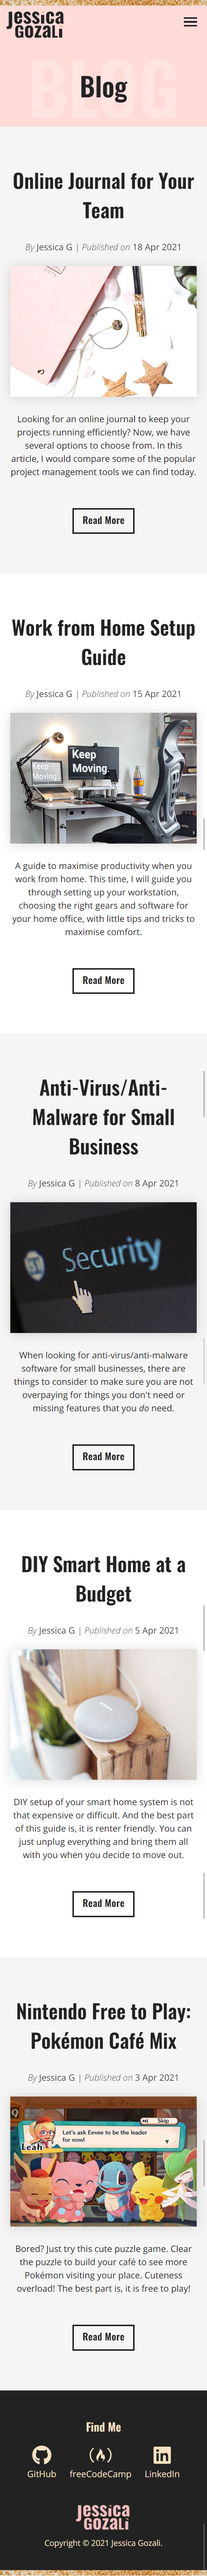 Jessica
Gozali
BLOG
Blog
Online Journal for Your
Team
By Jessica G | Published on 18 Apr 2021
Looking for an online journal to keep your
projects running efficiently? Now, we have
several options to choose from. In this
article, I would compare some of the popular
project management tools we can find today.
Read More
Work from Home Setup
Guide
By Jessica G | Published on 15 Apr 2021
Keep
Moving.
Keep
Moving.
A guide to maximise productivity when you
work from home. This time, I will guide you
through setting up your workstation,
choosing the right gears and software for
your home office, with little tips and tricks to
maximise comfort.
Read More
Anti-Virus/Anti-
Malware for Small
Business
By Jessica G | Published on 8 Apr 2021
Security
When looking for anti-virus/anti-malware
software for small businesses, there are
things to consider to make sure you are not
overpaying for things you don't need or
missing features that you do need.
Read More
DIY Smart Home at a
Budget
By Jessica G | Published on 5 Apr 2021
DIY setup of your smart home system is not
that expensive or difficult. And the best part
of this guide is, it is renter friendly. You can
just unplug everything and bring them all
with you when you decide to move out.
Read More
Nintendo Free to Play:
Pokémon Café Mix
By Jessica G | Published on 3 Apr 2021
Skip
Let's ask Eevee to be the leader
for now!
Leah
Bored? Just try this cute puzzle game. Clear
the puzzle to build your café to see more
Pokémon visiting your place. Cuteness
overload! The best part is, it is free to play!
Read More
Find Me
GitHub freeCodeCamp LinkedIn
Jessica
Gozali
Copyright © 2021 Jessica Gozali.